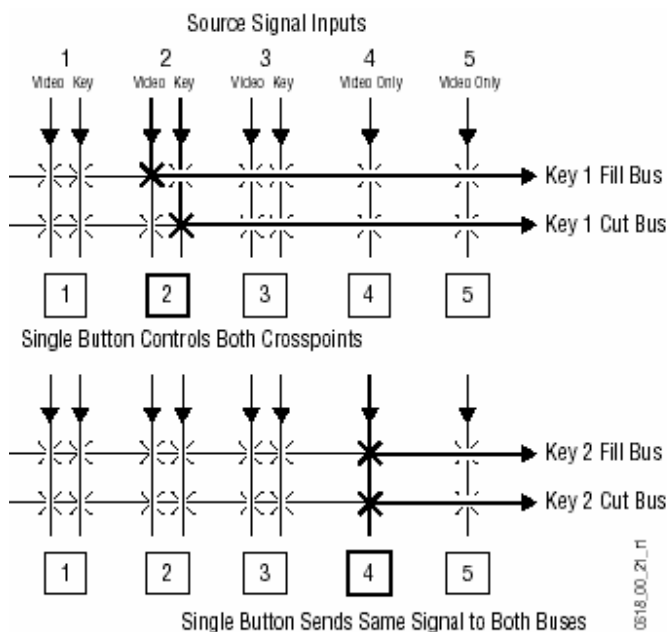 Source Signal Inputs
1 2 3 4 5
Video Key Video Key Video Key Video Only Video Only
Key 1 Fill Bus
Key 1 Cut Bus
1 2 3 4 5
Single Button Controls Both Crosspoints
Key 2 Fill Bus
Key 2 Cut Bus
1 2 3 4 5
Single Button Sends Same Signal to Both Buses
0618_00_21_r1